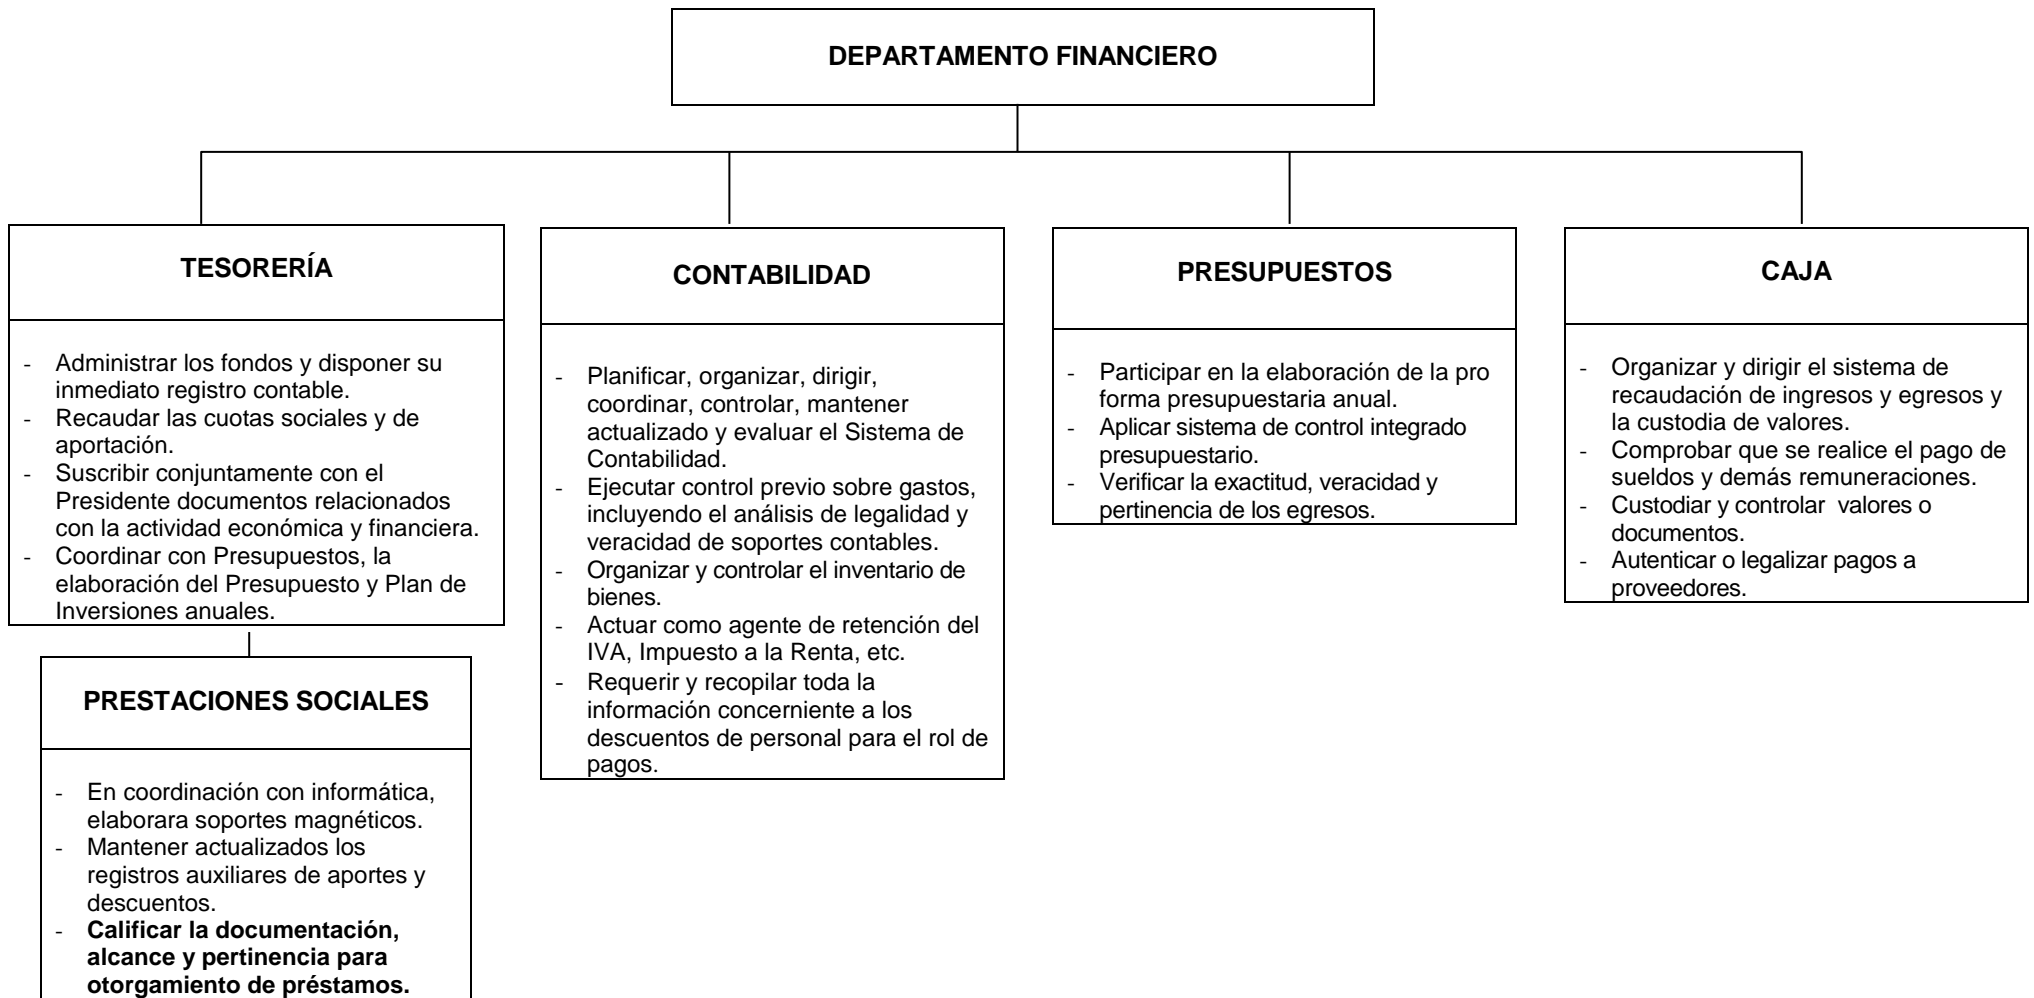 DEPARTAMENTO FINANCIERO
TESORERÍA
- Administrar los fondos y disponer su
inmediato registro contable.
- Recaudar las cuotas sociales y de
aportación.
- Suscribir conjuntamente con el
Presidente documentos relacionados
con la actividad económica y financiera.
- Coordinar con Presupuestos, la
elaboración del Presupuesto y Plan de
Inversiones anuales.
PRESTACIONES SOCIALES
- En coordinación con informática,
elaborara soportes magnéticos.
- Mantener actualizados los
registros auxiliares de aportes y
descuentos.
- Calificar la documentación,
alcance y pertinencia para
otorgamiento de préstamos.
CONTABILIDAD
- Planificar, organizar, dirigir,
coordinar, controlar, mantener
actualizado y evaluar el Sistema de
Contabilidad.
- Ejecutar control previo sobre gastos,
incluyendo el análisis de legalidad y
veracidad de soportes contables.
- Organizar y controlar el inventario de
bienes.
- Actuar como agente de retención del
IVA, Impuesto a la Renta, etc.
- Requerir y recopilar toda la
información concerniente a los
descuentos de personal para el rol de
pagos.
PRESUPUESTOS
- Participar en la elaboración de la pro
forma presupuestaria anual.
- Aplicar sistema de control integrado
presupuestario.
- Verificar la exactitud, veracidad y
pertinencia de los egresos.
CAJA
- Organizar y dirigir el sistema de
recaudación de ingresos y egresos y
la custodia de valores.
- Comprobar que se realice el pago de
sueldos y demás remuneraciones.
- Custodiar y controlar  valores o
documentos.
- Autenticar o legalizar pagos a
proveedores.